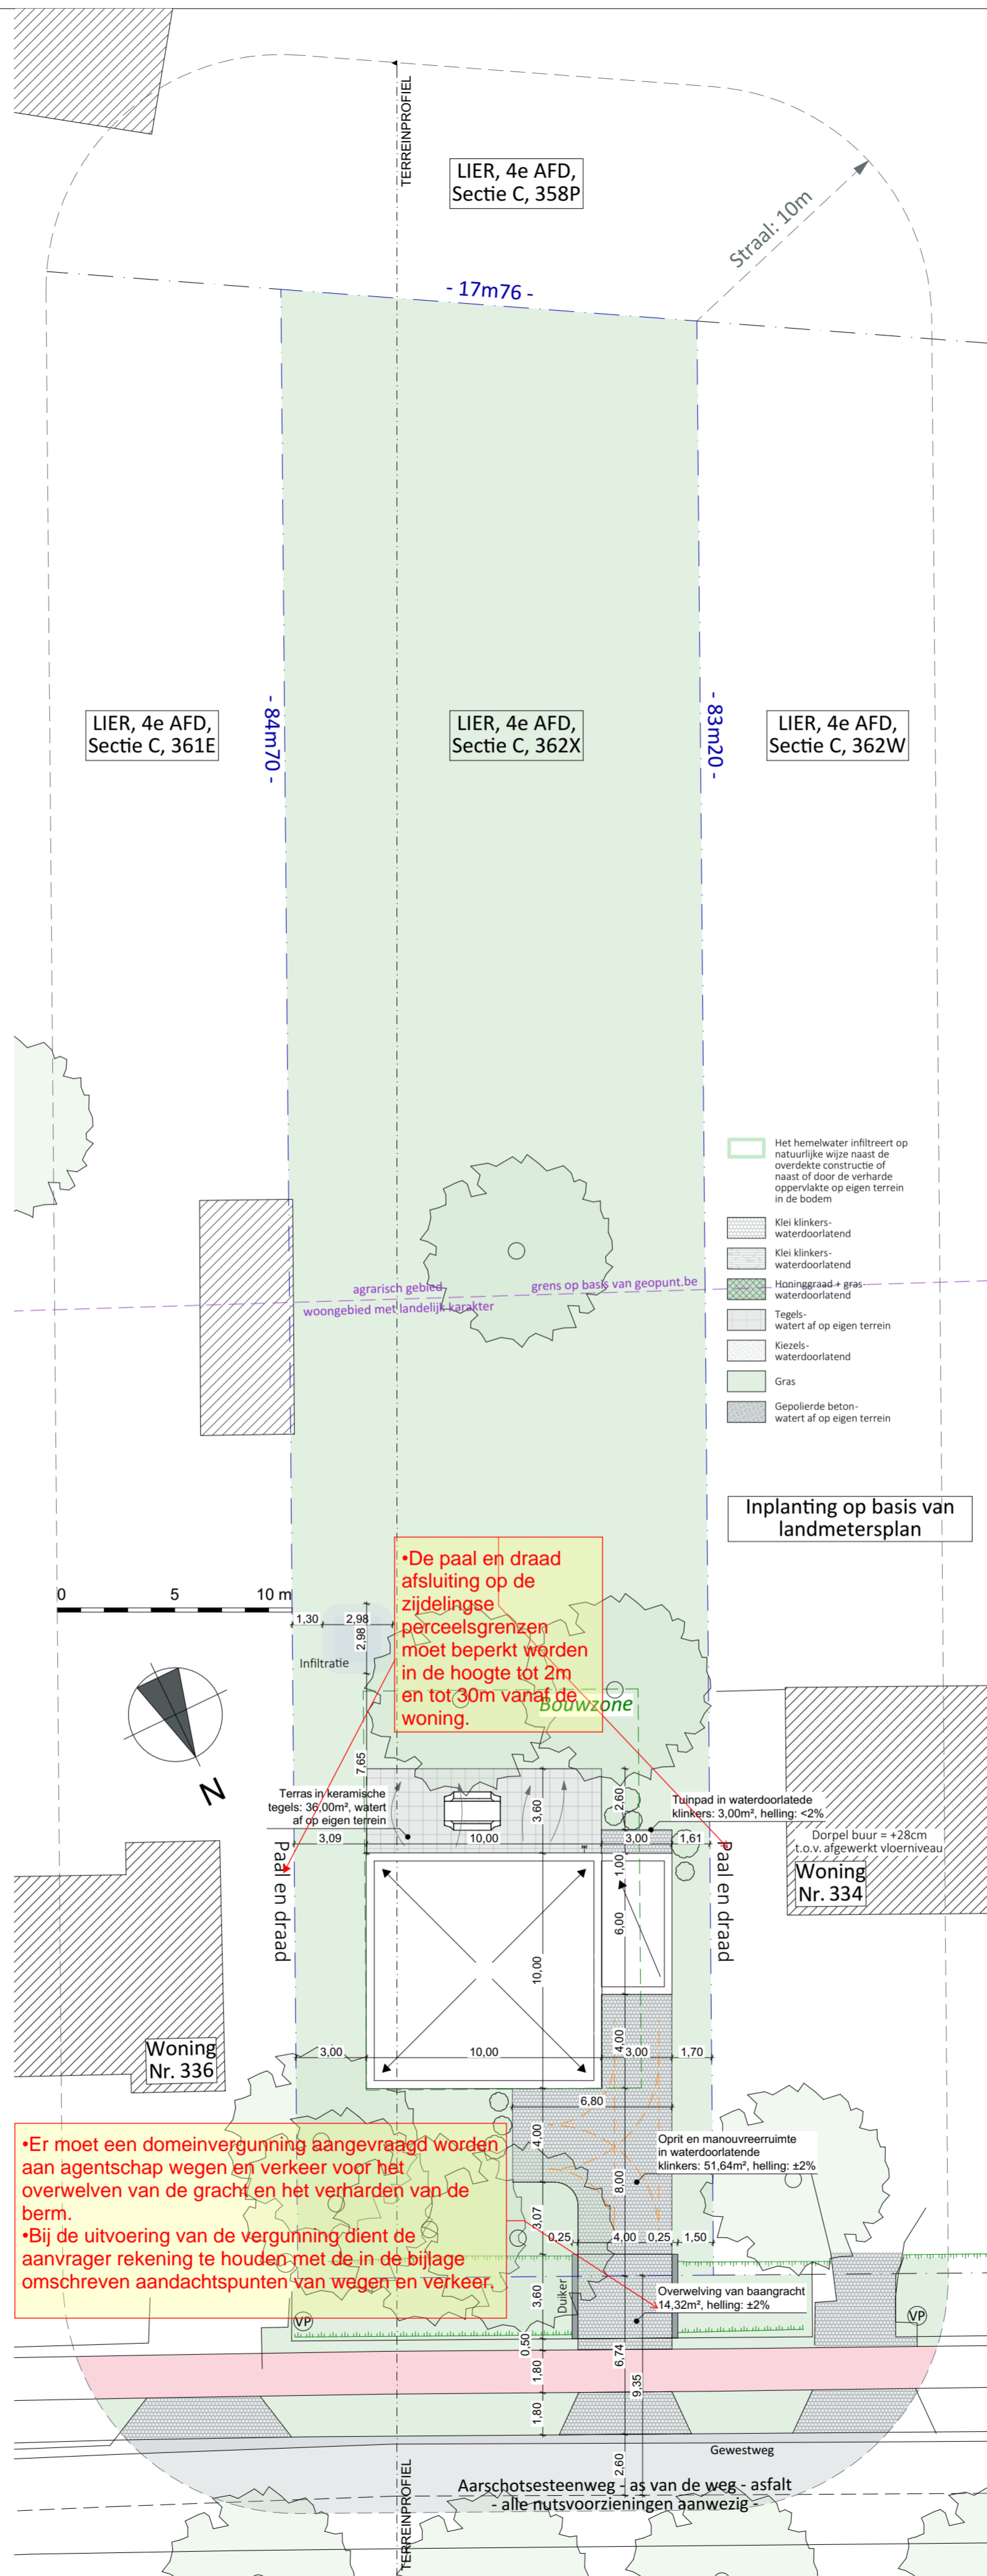 TERREINPROFIEL
LIER, 4e AFD,
Sectie C, 358P
Straal: 10m
- 17m76 -
LIER, 4e AFD,
Sectie C, 361E
- 84m70 -
LIER, 4e AFD,
Sectie C, 362X
- 83m20 -
LIER, 4e AFD,
Sectie C, 362W
Het hemelwater infiltreert op
natuurlijke wijze naast de
overdekte constructie of
naast of door de verharde
oppervlakte op eigen terrein
in de bodem
Klei klinkers-
waterdoorlatend
Klei klinkers-
waterdoorlatend
Honinggraad + gras-
waterdoorlatend
Tegels-
watert af op eigen terrein
Kiezels-
waterdoorlatend
Gras
Gepolierde beton-
watert af op eigen terrein
agrarisch gebied
grens op basis van geopunt.be
woongebied met landelijk karakter
Inplanting op basis van
landmetersplan
•De paal en draad
afsluiting op de
zijdelingse
perceelsgrenzen
moet beperkt worden
in de hoogte tot 2m
en tot 30m vanaf de
woning.
0
5
10 m
1,30
2,98
2,98
Infiltratie
Bouwzone
N
7,65
Terras in keramische
tegels: 36,00m², watert
af op eigen terrein
3,60
2,60
Tuinpad in waterdoorlatede
klinkers: 3,00m², helling: <2%
3,09
10,00
3,00
1,61
Dorpel buur = +28cm
t.o.v. afgewerkt vloerniveau
Paal en draad
Paal en draad
1,00
Woning
Nr. 334
6,00
10,00
Woning
Nr. 336
3,00
10,00
4,00
3,00
1,70
6,80
•Er moet een domeinvergunning aangevraagd worden
aan agentschap wegen en verkeer voor het
overwelven van de gracht en het verharden van de
berm.
•Bij de uitvoering van de vergunning dient de
aanvrager rekening te houden met de in de bijlage
omschreven aandachtspunten van wegen en verkeer.
4,00
8,00
Oprit en manouvreerruimte
in waterdoorlatende
klinkers: 51,64m², helling: ±2%
3,07
0,25
4,00
0,25
1,50
3,60
Duiker
Overwelving van baangracht
14,32m², helling: ±2%
VP
VP
0,50
6,74
1,80
9,35
1,80
Gewestweg
2,60
Aarschotsesteenweg - as van de weg - asfalt
- alle nutsvoorzieningen aanwezig -
TERREINPROFIEL